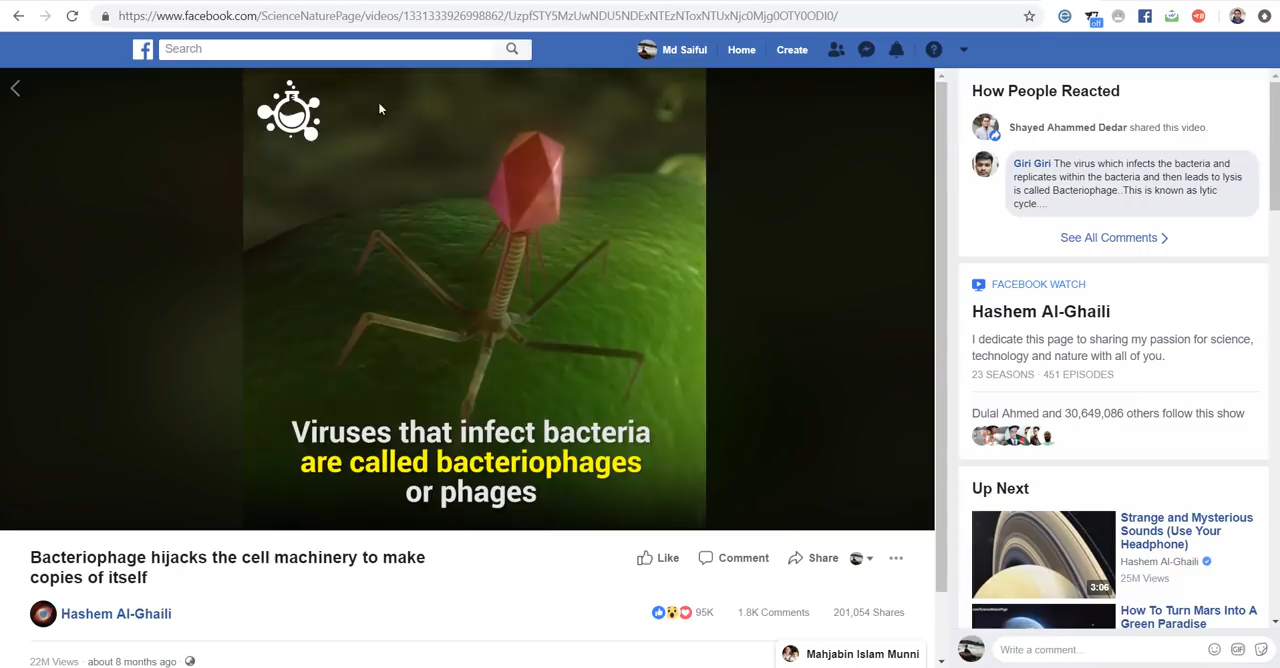 https://www.facebook.com/ScienceNaturePage/videos/1331333926998862/UzpfSTY5MzUwNDU5NDExNTEzNToxNTUxNjc0Mjg0OTY0ODI0/
off
Search
Md Saiful
Home
Create
Viruses that infect bacteria
are called bacteriophages
or phages
Bacteriophage hijacks the cell machinery to make
copies of itself
Like
Comment
Share
Hashem Al-Ghaili
95K
1.8K Comments
201,054 Shares
22M Views · about 8 months ago
Mahjabin Islam Munni
How People Reacted
Shayed Ahammed Dedar shared this video.
Giri Giri The virus which infects the bacteria and
replicates within the bacteria and then leads to lysis
is called Bacteriophage..This is known as lytic
cycle....
See All Comments
FACEBOOK WATCH
Hashem Al-Ghaili
I dedicate this page to sharing my passion for science,
technology and nature with all of you.
23 SEASONS · 451 EPISODES
Dulal Ahmed and 30,649,086 others follow this show
Up Next
3:06
Strange and Mysterious
Sounds (Use Your
Headphone)
Hashem Al-Ghaili
25M Views
How To Turn Mars Into A
Green Paradise
Write a comment...
GIF